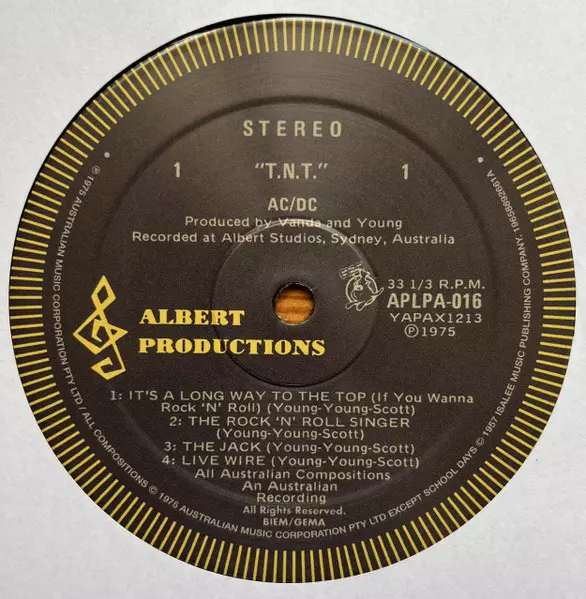 STEREO
1 "T.N.T." 1
AC/DC
Produced by Vanda and Young
Recorded at Albert Studios, Sydney, Australia
33 1/3 R.P.M.
APLPA-016
YAPAX1213
Ⓟ1975
ALBERT
PRODUCTIONS
1: IT'S A LONG WAY TO THE TOP (If You Wanna
Rock 'N' Roll) (Young-Young-Scott)
2: THE ROCK 'N' ROLL SINGER
(Young-Young-Scott)
3: THE JACK (Young-Young-Scott)
4: LIVE WIRE (Young-Young-Scott)
All Australian Compositions
An Australian
Recording
All Rights Reserved.
BIEM/GEMA
Ⓟ 1975 AUSTRALIAN MUSIC CORPORATION PTY LTD / ALL COMPOSITIONS © 1975 AUSTRALIAN MUSIC CORPORATION PTY LTD EXCEPT SCHOOL DAYS © 1957 ISALEE MUSIC PUBLISHING COMPANY.